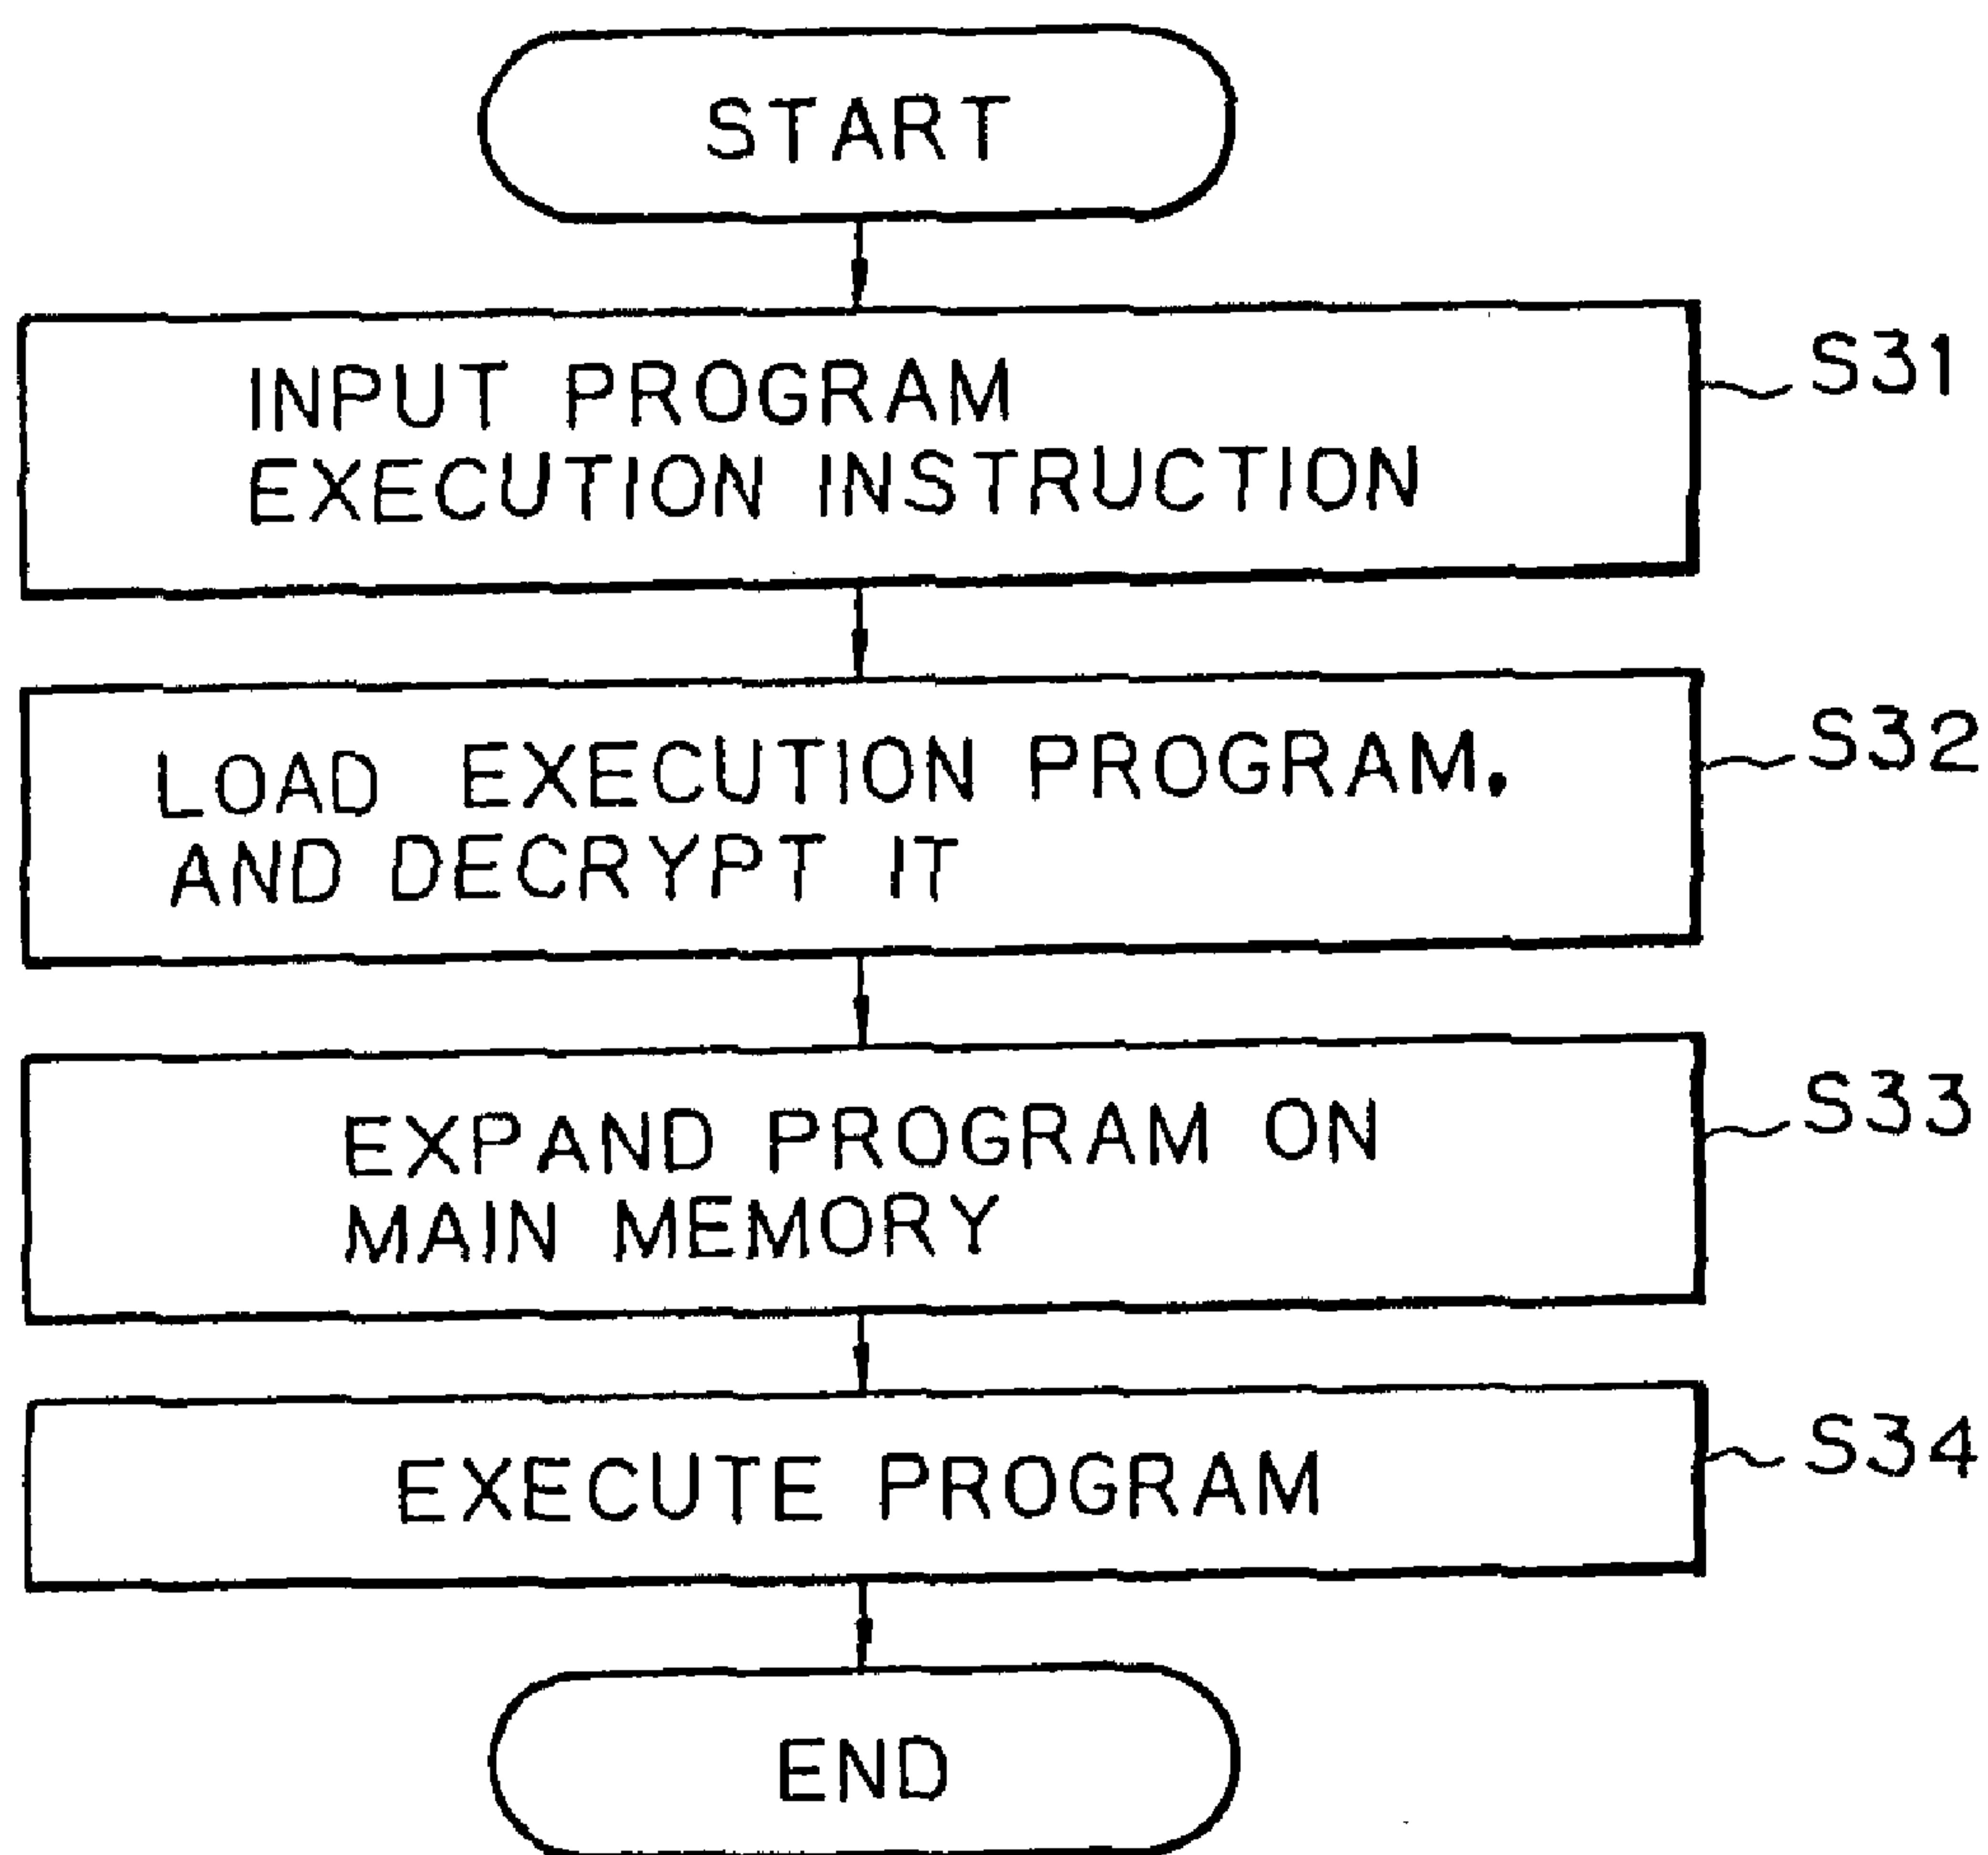 START
INPUT PROGRAM
EXECUTION INSTRUCTION
S31
LOAD EXECUTION PROGRAM,
AND DECRYPT IT
S32
EXPAND PROGRAM ON
MAIN MEMORY
S33
EXECUTE PROGRAM
S34
END